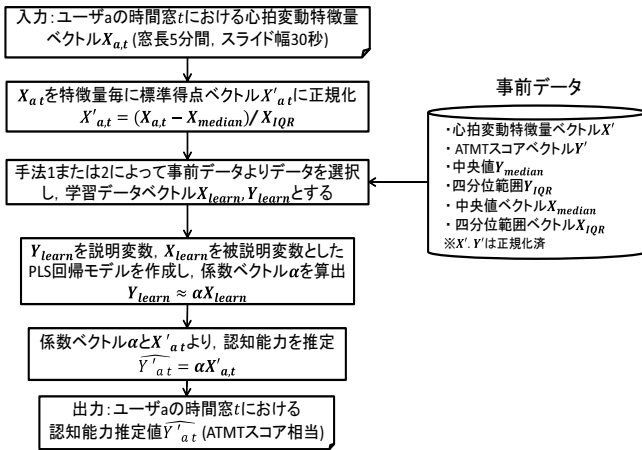 入力：ユーザaの時間窓tにおける心拍変動特徴量
ベクトルX_{a,t} (窓長5分間, スライド幅30秒)
X_{a t}を特徴量毎に標準得点ベクトルX'_{a t}に正規化
X'_{a,t} = (X_{a,t} − X_{median})/ X_{IQR}
手法1または2によって事前データよりデータを選択
し, 学習データベクトルX_{learn}, Y_{learn}とする
Y_{learn}を説明変数, X_{learn}を被説明変数とした
PLS回帰モデルを作成し, 係数ベクトルαを算出
Y_{learn} ≈ αX_{learn}
係数ベクトルαとX'_{a t}より, 認知能力を推定
\widehat{Y'_{a t}} = αX'_{a,t}
出力：ユーザaの時間窓tにおける
認知能力推定値\widehat{Y'_{a t}} (ATMTスコア相当)
事前データ
・心拍変動特徴量ベクトルX'
・ATMTスコアベクトルY'
・中央値Y_{median}
・四分位範囲Y_{IQR}
・中央値ベクトルX_{median}
・四分位範囲ベクトルX_{IQR}
※X'. Y'は正規化済